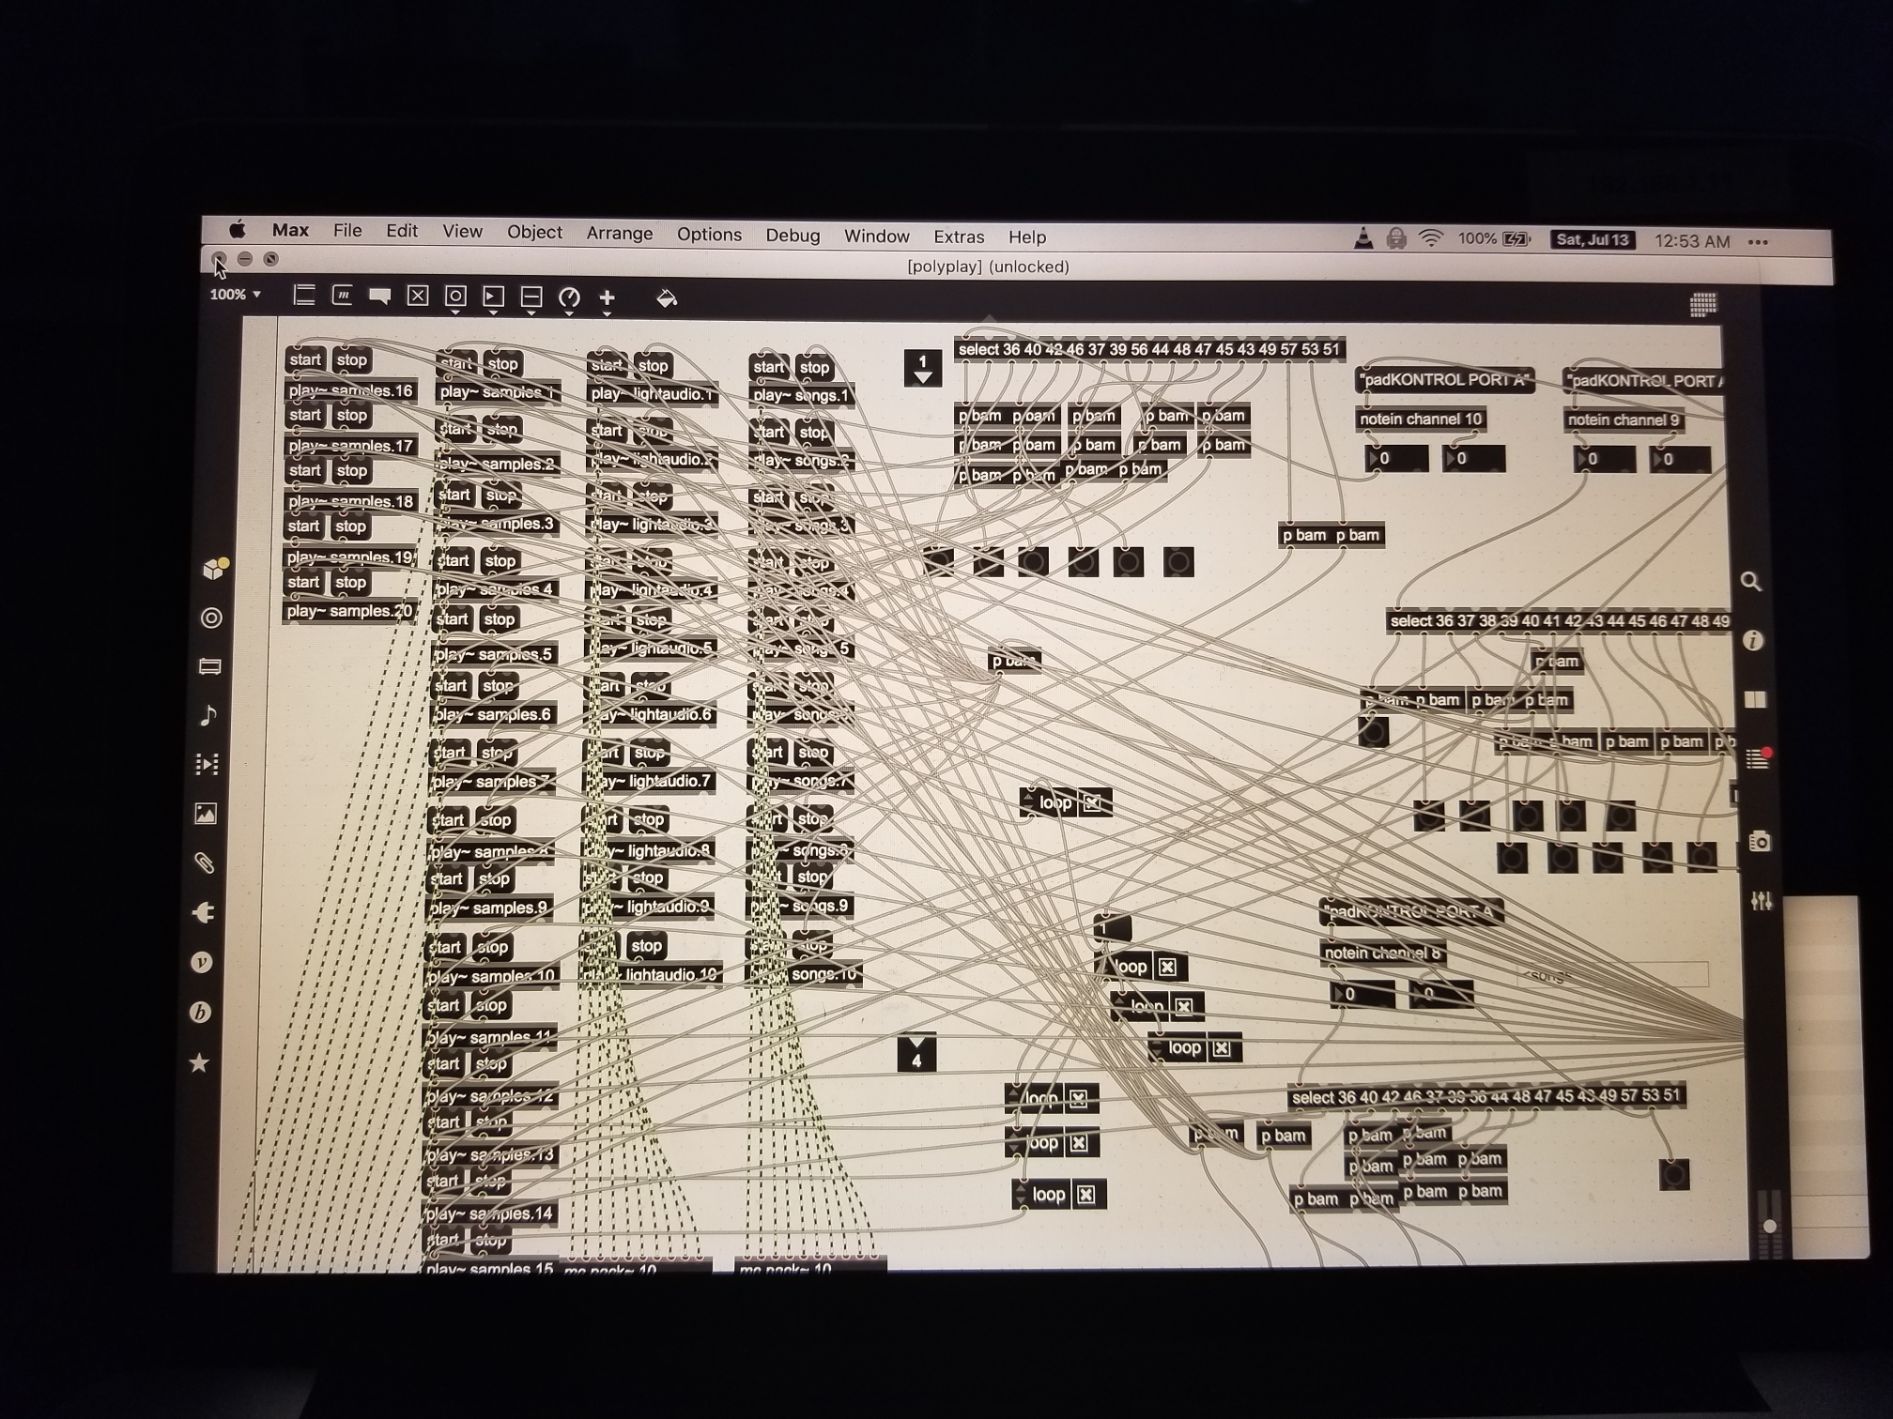 Max File Edit View Object Arrange Options Debug Window Extras Help 100% Sat, Jul 13 12:53 AM
[polyplay] (unlocked)
100%
start stop
play~ samples.16
start stop
play~ samples.17
start stop
play~ samples.18
start stop
play~ samples.19
start stop
play~ samples.20
start stop
play~ samples.1
start stop
play~ samples.2
start stop
play~ samples.3
start stop
play~ samples.4
start stop
play~ samples.5
start stop
play~ samples.6
start stop
play~ samples.7
start stop
play~ samples.8
start stop
play~ samples.9
start stop
play~ samples.10
start stop
play~ samples.11
start stop
play~ samples.12
start stop
play~ samples.13
start stop
play~ samples.14
start stop
play~ samples.15
start stop
play~ lightaudio.1
start stop
play~ lightaudio.2
start stop
play~ lightaudio.3
start stop
play~ lightaudio.4
start stop
play~ lightaudio.5
start stop
play~ lightaudio.6
start stop
play~ lightaudio.7
start stop
play~ lightaudio.8
start stop
play~ lightaudio.9
stop
play~ lightaudio.10
mc.pack~ 10
start stop
play~ songs.1
start stop
play~ songs.2
start stop
play~ songs.3
start stop
play~ songs.4
start stop
play~ songs.5
start stop
play~ songs.6
start stop
play~ songs.7
start stop
play~ songs.8
start stop
play~ songs.9
start stop
play~ songs.10
mc.pack~ 10
1
select 36 40 42 46 37 39 56 44 48 47 45 43 49 57 53 51
p bam p bam p bam p bam p bam
p bam p bam p bam p bam p bam
p bam p bam p bam p bam
p bam p bam
p bam
"padKONTROL PORT A"
notein channel 10
0 0
"padKONTROL PORT A
notein channel 9
0 0
select 36 37 38 39 40 41 42 43 44 45 46 47 48 49
p bam
p bam p bam p bam p bam
p bam p bam p bam p bam p b
loop
loop
loop
loop
4
loop
loop
loop
"padKONTROL PORT A
notein channel 8
0 0
<songs
select 36 40 42 46 37 39 56 44 48 47 45 43 49 57 53 51
p bam p bam p bam p bam
p bam p bam p bam
p bam p bam p bam p bam